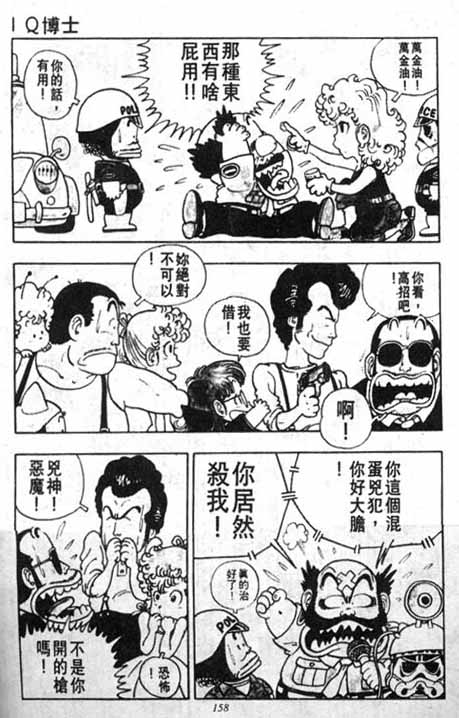 IQ博士
萬金油！
萬金油！
那種東
西有啥
屁用!!
你的話，
有用！
POL
ICE
你看，
高招吧！
啊！
我也要
借！
妳絕對
不可以
！
你這個混
蛋兇犯，
你好大膽
！
你居然
殺我！
真的治
好了！
POL
兇神！
惡魔！
不是你
開的槍
嗎！
恐怖
！
158